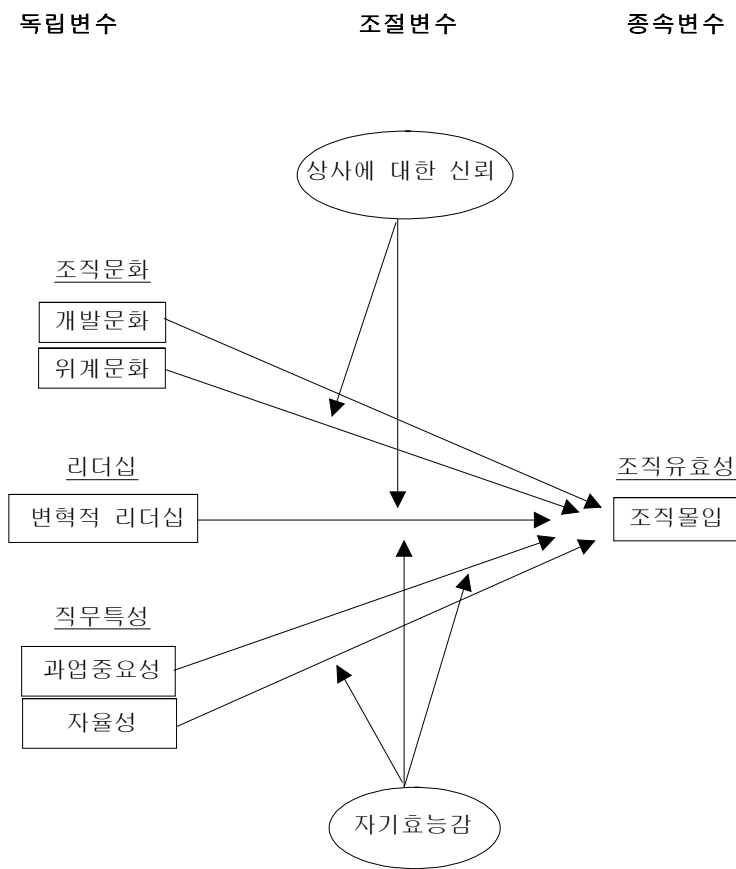 독립변수 조절변수 종속변수
상사에 대한 신뢰
조직문화
개발문화
위계문화
리더십
변혁적 리더십
조직유효성
조직몰입
직무특성
과업중요성
자율성
자기효능감